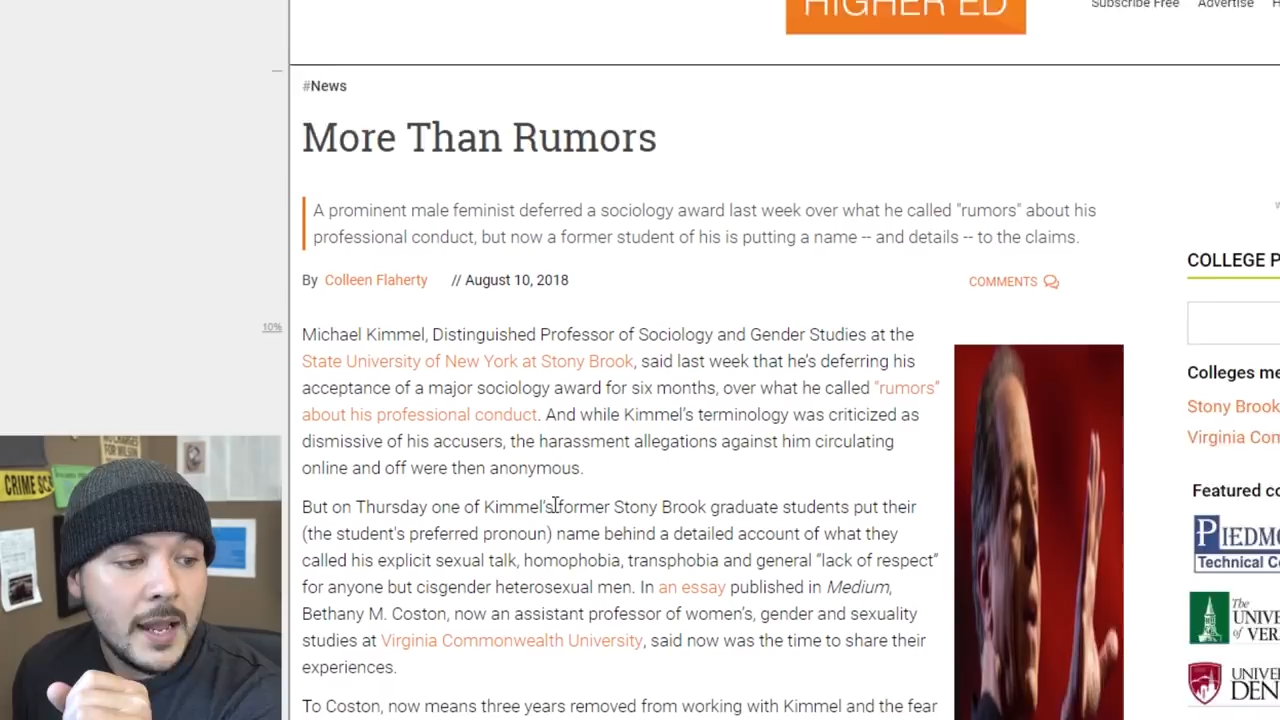 HIGHER ED
Subscribe Free Advertise H
#News
More Than Rumors
A prominent male feminist deferred a sociology award last week over what he called "rumors" about his
professional conduct, but now a former student of his is putting a name -- and details -- to the claims.
By Colleen Flaherty // August 10, 2018
COMMENTS
10%
Michael Kimmel, Distinguished Professor of Sociology and Gender Studies at the
State University of New York at Stony Brook, said last week that he's deferring his
acceptance of a major sociology award for six months, over what he called "rumors"
about his professional conduct. And while Kimmel's terminology was criticized as
dismissive of his accusers, the harassment allegations against him circulating
online and off were then anonymous.
But on Thursday one of Kimmel's former Stony Brook graduate students put their
(the student's preferred pronoun) name behind a detailed account of what they
called his explicit sexual talk, homophobia, transphobia and general “lack of respect”
for anyone but cisgender heterosexual men. In an essay published in Medium,
Bethany M. Coston, now an assistant professor of women's, gender and sexuality
studies at Virginia Commonwealth University, said now was the time to share their
experiences.
To Coston, now means three years removed from working with Kimmel and the fear
COLLEGE P
Colleges me
Stony Brook
Virginia Con
Featured co
PIEDMO
Technical Co
The
UNIV
of VER
UNIVE
DEN
CRIME SC
FOR WILSON